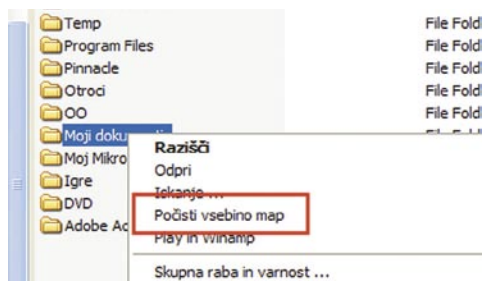 Temp File Fold
Program Files File Fold
Pinnacle File Fold
Otroci File Fold
OO File Fold
Moji doku
Razišči
Moj Mikro
Odpri
Igre
Iskanje ...
DVD
Počisti vsebino map
Adobe Ac
Play in Winamp
Skupna raba in varnost ...